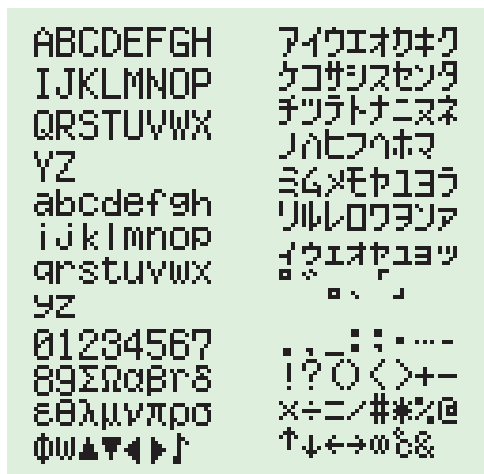 ABCDEFGH
IJKLMNOP
QRSTUVWX
YZ
abcdefgh
ijklmnop
qrstuvwx
yz
01234567
89ΣΩαβγδ
εθλμνπρσ
φω▲▼◀▶♪
アイウエオカキク
ケコサシスセソタ
チツテトナニヌネ
ノハヒフヘホマ
ミムメモヤユヨラ
リルレロワヲンァ
ィゥェォャュョッ
゜゛「
。、」
.,_:;·…-
!?()<>+−
×÷=/#*%@
↑↓←→∞℃&